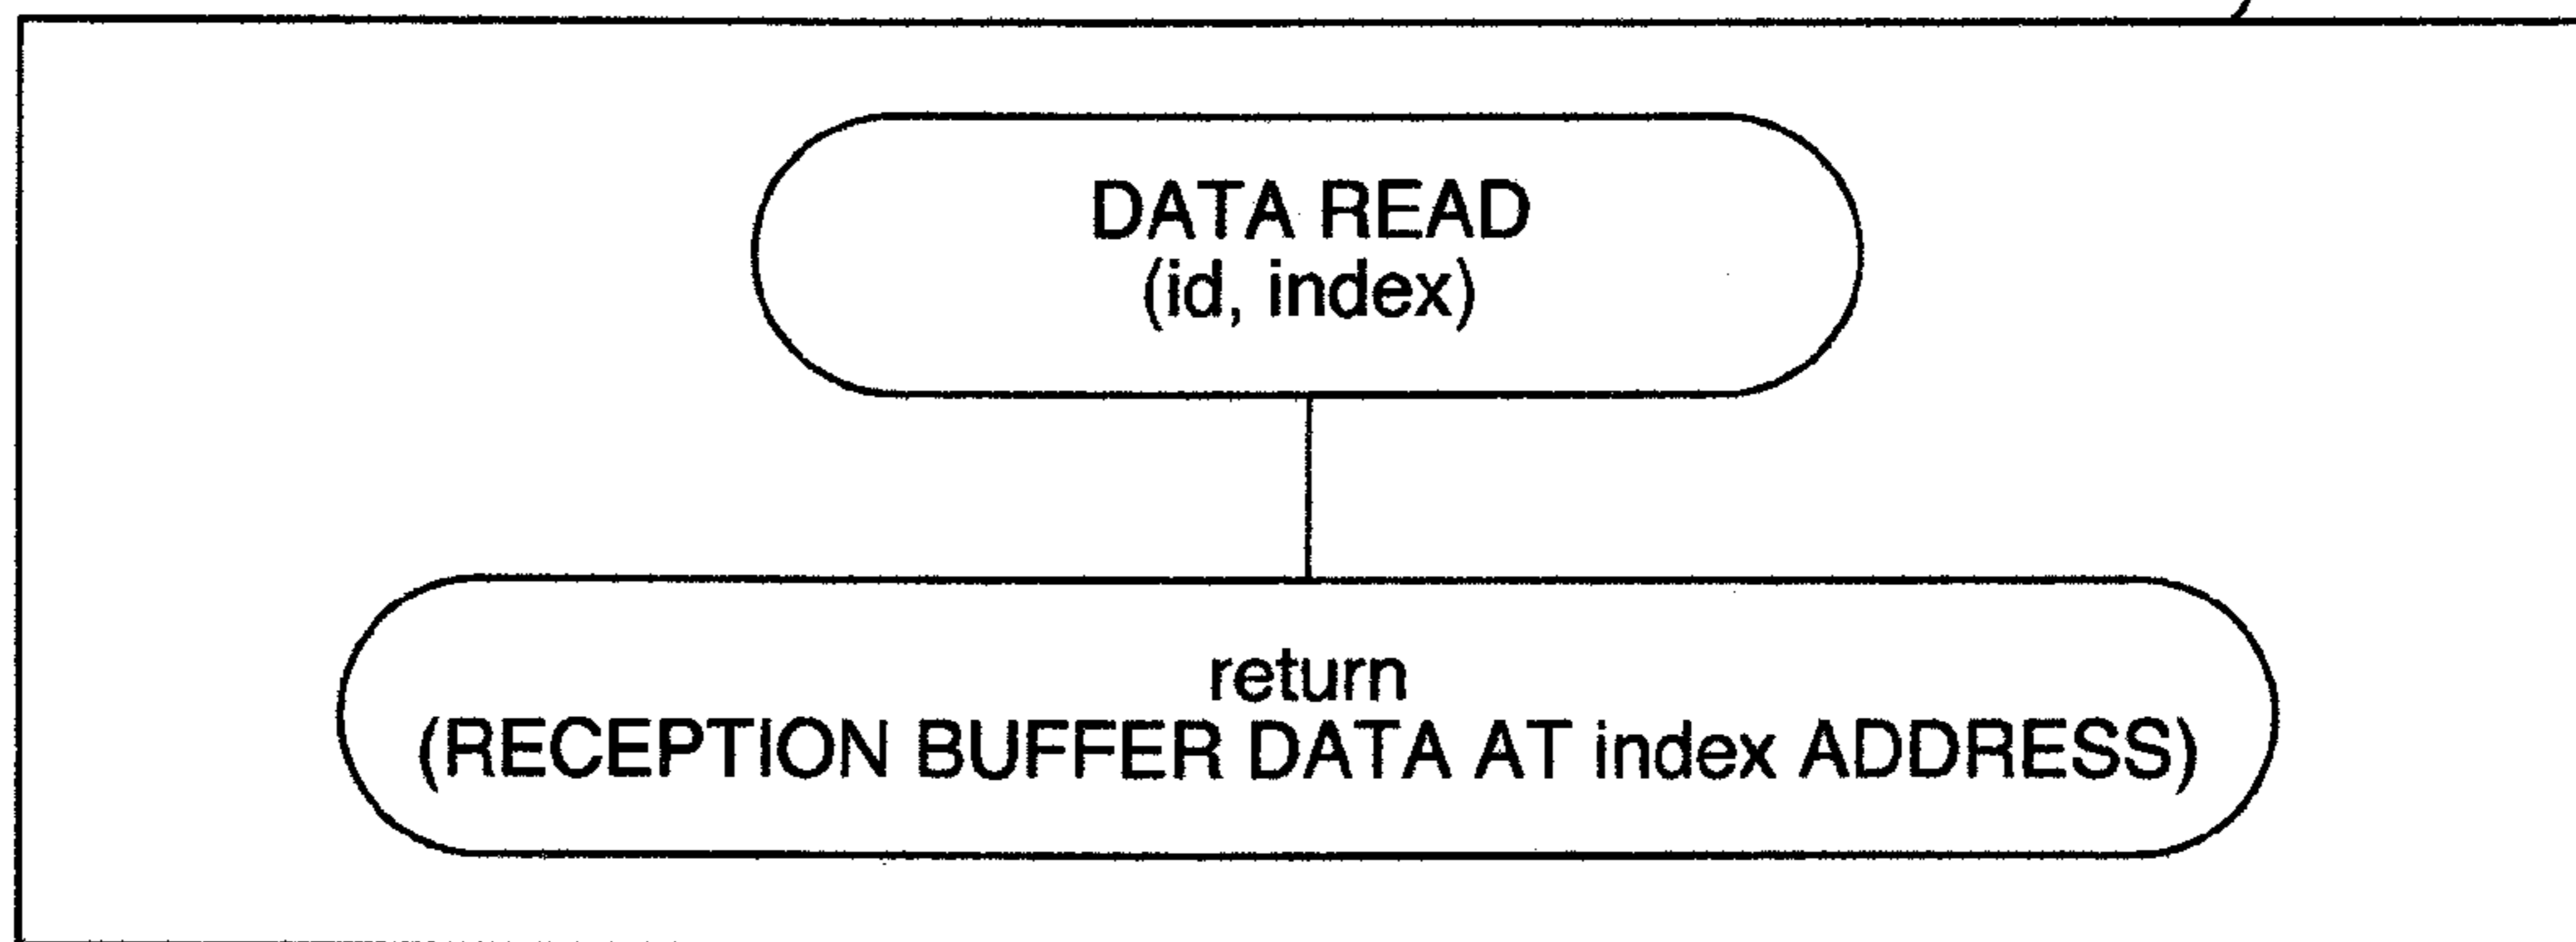 DATA READ
(id, index)
return
(RECEPTION BUFFER DATA AT index ADDRESS)